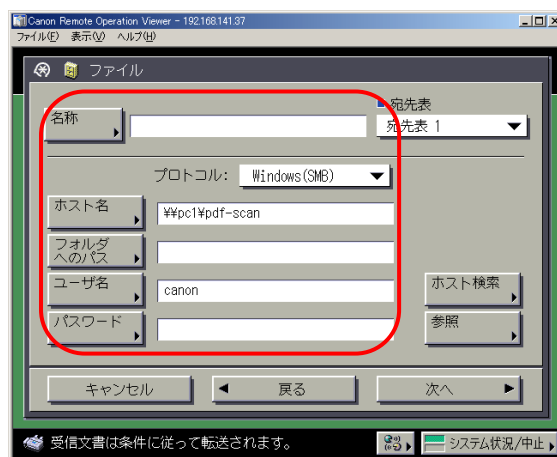 Canon Remote Operation Viewer - 192.168.141.37
ファイル(F) 表示(V) ヘルプ(H)
ファイル
宛先表
名称
宛先表 1
プロトコル: Windows(SMB)
ホスト名
¥¥pc1¥pdf-scan
フォルダ
へのパス
ユーザ名
canon
ホスト検索
パスワード
参照
キャンセル
戻る
次へ
受信文書は条件に従って転送されます。
システム状況/中止